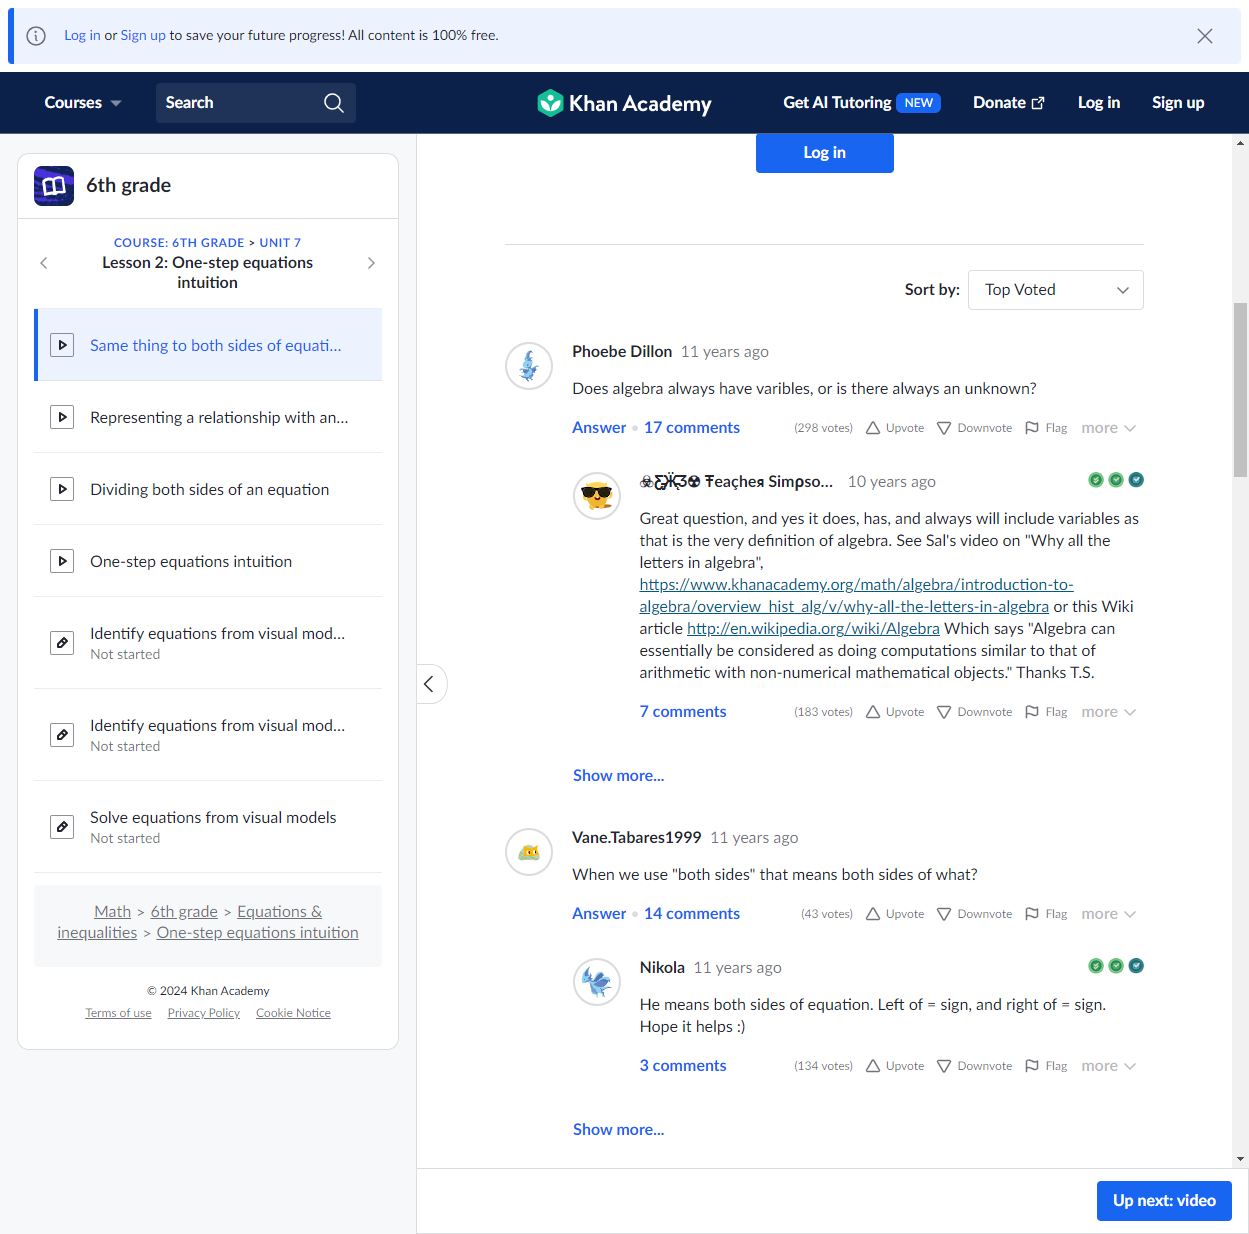 Log in or Sign up to save your future progress! All content is 100% free.
Courses
Search
Khan Academy
Get AI Tutoring NEW
Donate
Log in
Sign up
6th grade
COURSE: 6TH GRADE > UNIT 7
Lesson 2: One-step equations
intuition
Same thing to both sides of equati...
Representing a relationship with an...
Dividing both sides of an equation
One-step equations intuition
Identify equations from visual mod...
Not started
Identify equations from visual mod...
Not started
Solve equations from visual models
Not started
Math > 6th grade > Equations &
inequalities > One-step equations intuition
© 2024 Khan Academy
Terms of use Privacy Policy Cookie Notice
Log in
Sort by: Top Voted
Phoebe Dillon 11 years ago
Does algebra always have varibles, or is there always an unknown?
Answer • 17 comments (298 votes) Upvote Downvote Flag more
Ŧeaçheя Simρso... 10 years ago
Great question, and yes it does, has, and always will include variables as
that is the very definition of algebra. See Sal's video on "Why all the
letters in algebra",
https://www.khanacademy.org/math/algebra/introduction-to-
algebra/overview_hist_alg/v/why-all-the-letters-in-algebra or this Wiki
article http://en.wikipedia.org/wiki/Algebra Which says "Algebra can
essentially be considered as doing computations similar to that of
arithmetic with non-numerical mathematical objects." Thanks T.S.
7 comments (183 votes) Upvote Downvote Flag more
Show more...
Vane.Tabares1999 11 years ago
When we use "both sides" that means both sides of what?
Answer • 14 comments (43 votes) Upvote Downvote Flag more
Nikola 11 years ago
He means both sides of equation. Left of = sign, and right of = sign.
Hope it helps :)
3 comments (134 votes) Upvote Downvote Flag more
Show more...
Up next: video